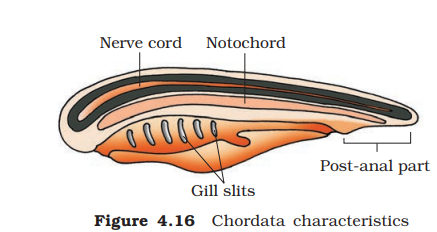 Nerve cord Notochord
Post-anal part
Gill slits
Figure 4.16 Chordata characteristics